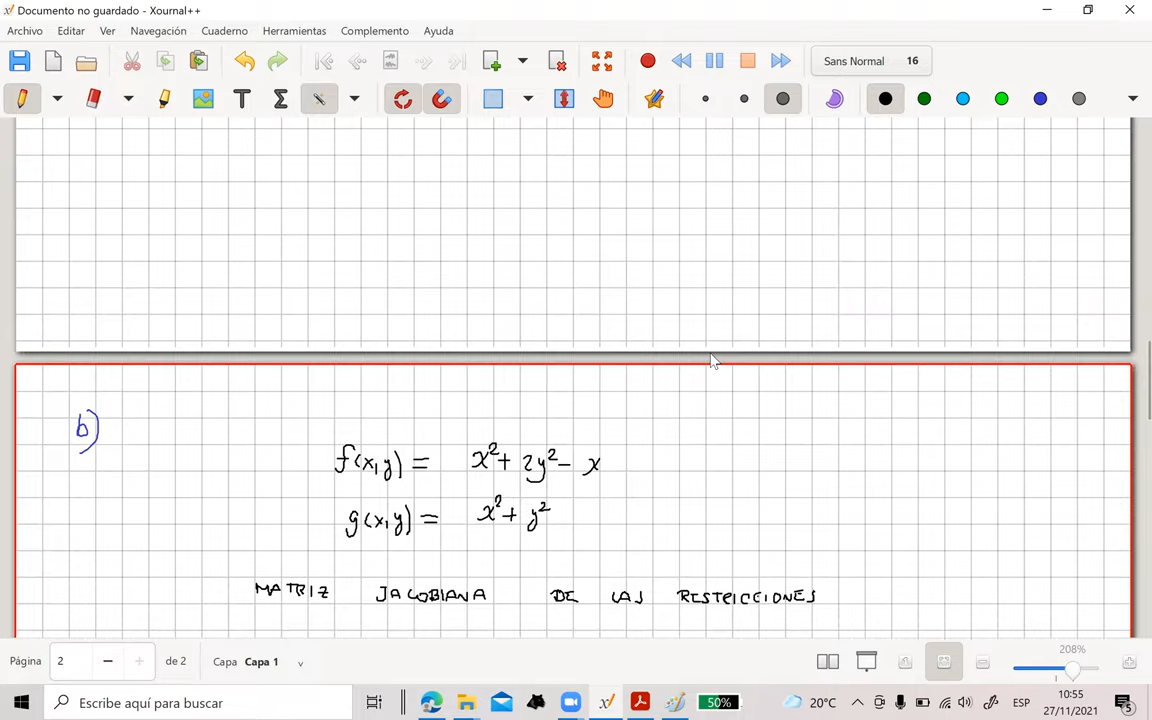 Documento no guardado - Xournal++
Archivo Editar Ver Navegación Cuaderno Herramientas Complemento Ayuda
Sans Normal 16
b)
f(x,y) = x² + 2y² - x
g(x,y) = x² + y²
MATRIZ JACOBIANA DE LAS RESTRICCIONES
Página 2 de 2 Capa Capa 1 208%
Escribe aquí para buscar 50% 20°C ESP 10:55
27/11/2021 5